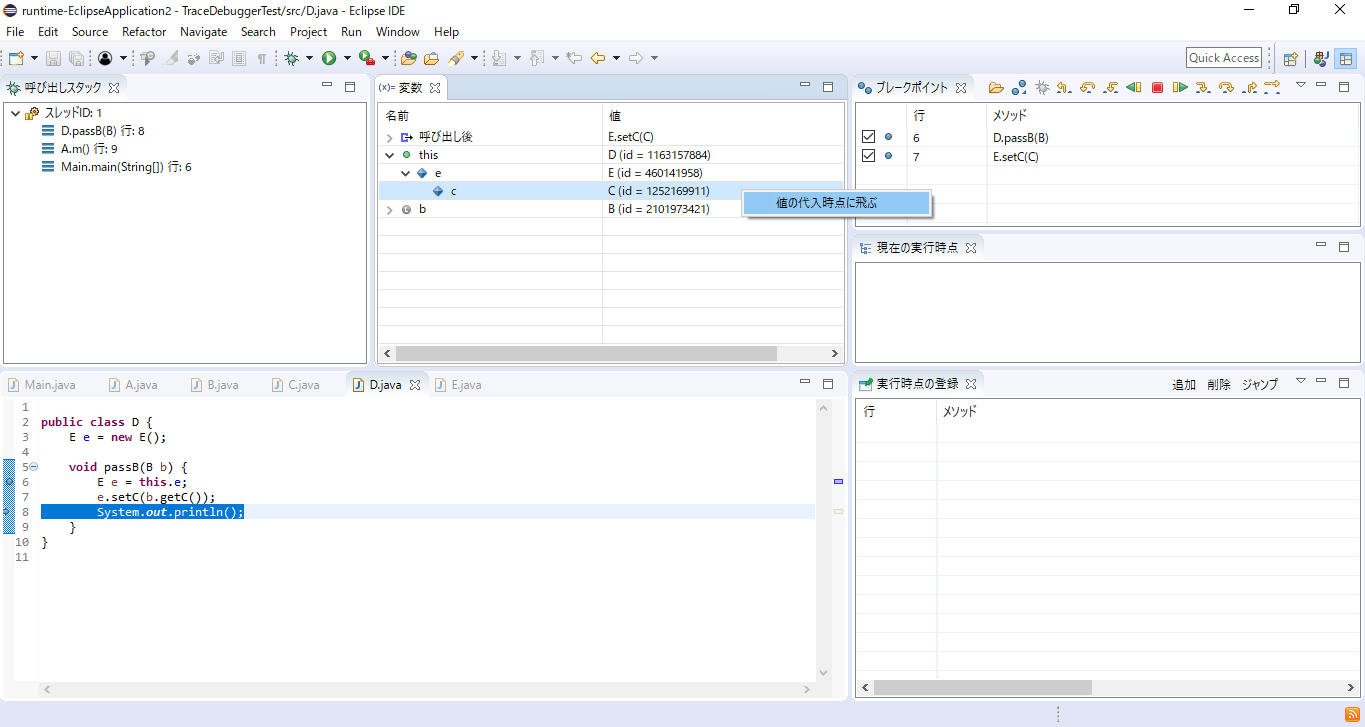 runtime-EclipseApplication2 - TraceDebuggerTest/src/D.java - Eclipse IDE
File Edit Source Refactor Navigate Search Project Run Window Help
Quick Access
呼び出しスタック
スレッドID: 1
D.passB(B) 行: 8
A.m() 行: 9
Main.main(String[]) 行: 6
(x)= 変数
名前 値
呼び出し後 E.setC(C)
this D (id = 1163157884)
e E (id = 460141958)
c C (id = 1252169911)
b B (id = 2101973421)
値の代入時点に飛ぶ
ブレークポイント
行 メソッド
6 D.passB(B)
7 E.setC(C)
現在の実行時点
Main.java A.java B.java C.java D.java E.java
1
2 public class D {
3 E e = new E();
4
5 void passB(B b) {
6 E e = this.e;
7 e.setC(b.getC());
8 System.out.println();
9 }
10 }
11
実行時点の登録 追加 削除 ジャンプ
行 メソッド